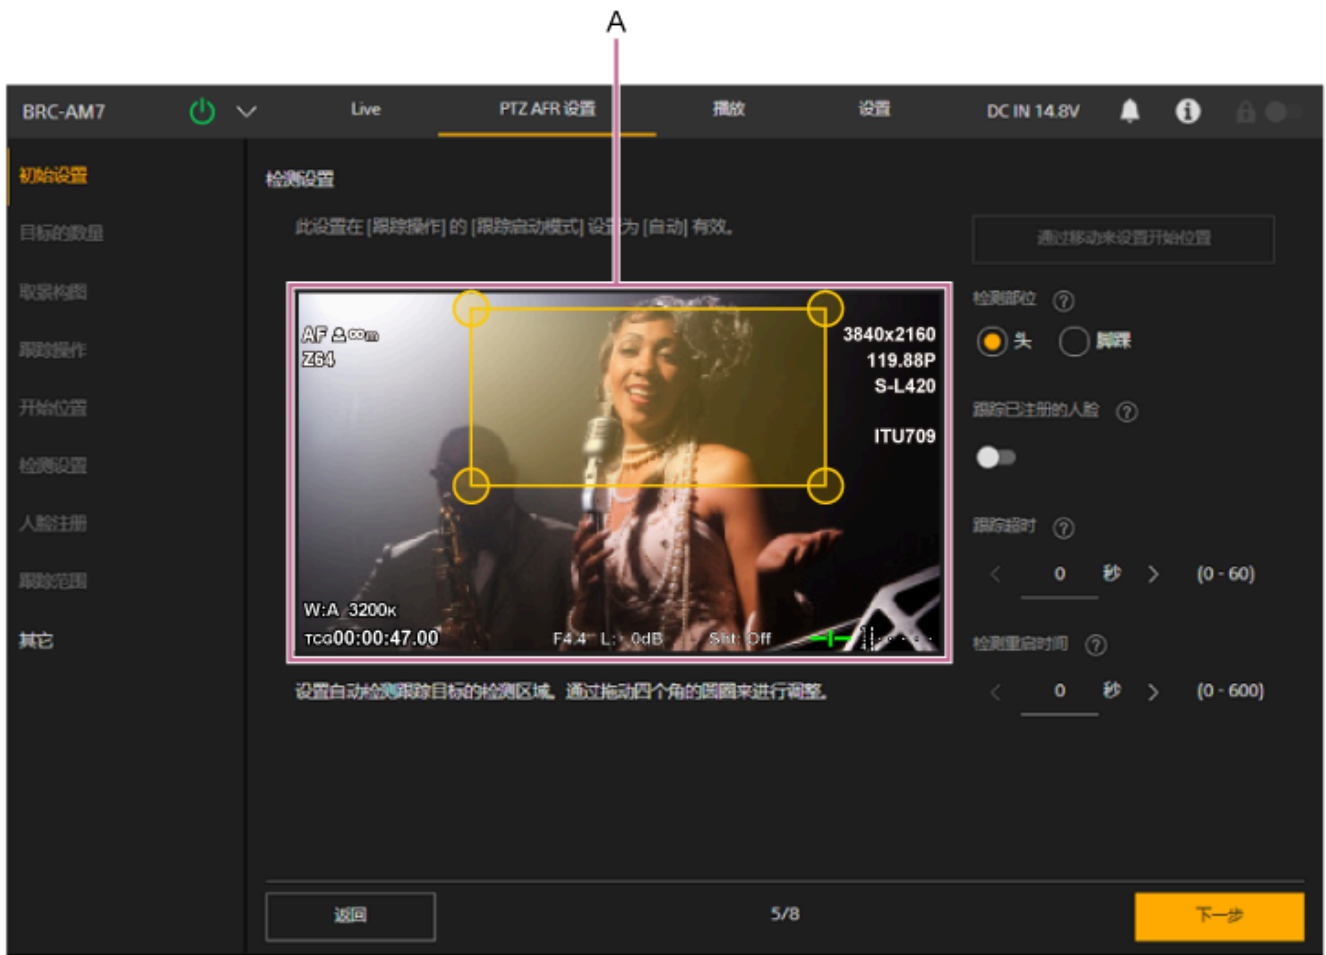 A
BRC-AM7
Live
PTZ AFR 设置
播放
设置
DC IN 14.8V
初始设置
目标的数量
取景构图
跟踪操作
开始位置
检测设置
人脸注册
跟踪范围
其它
检测设置
此设置在 [跟踪操作] 的 [跟踪启动模式] 设置为 [自动] 有效。
AF ∞m
Z64
3840x2160
119.88P
S-L420
ITU709
W:A 3200K
TCG00:00:47.00
F4.4 L: 0dB Sht: Off
设置自动检测跟踪目标的检测区域。通过拖动四个角的圆圈来进行调整。
通过移动来设置开始位置
检测部位 ?
头 脚踝
跟踪已注册的人脸 ?
跟踪超时 ?
< 0 秒 > (0 - 60)
检测重启时间 ?
< 0 秒 > (0 - 600)
返回
5/8
下一步